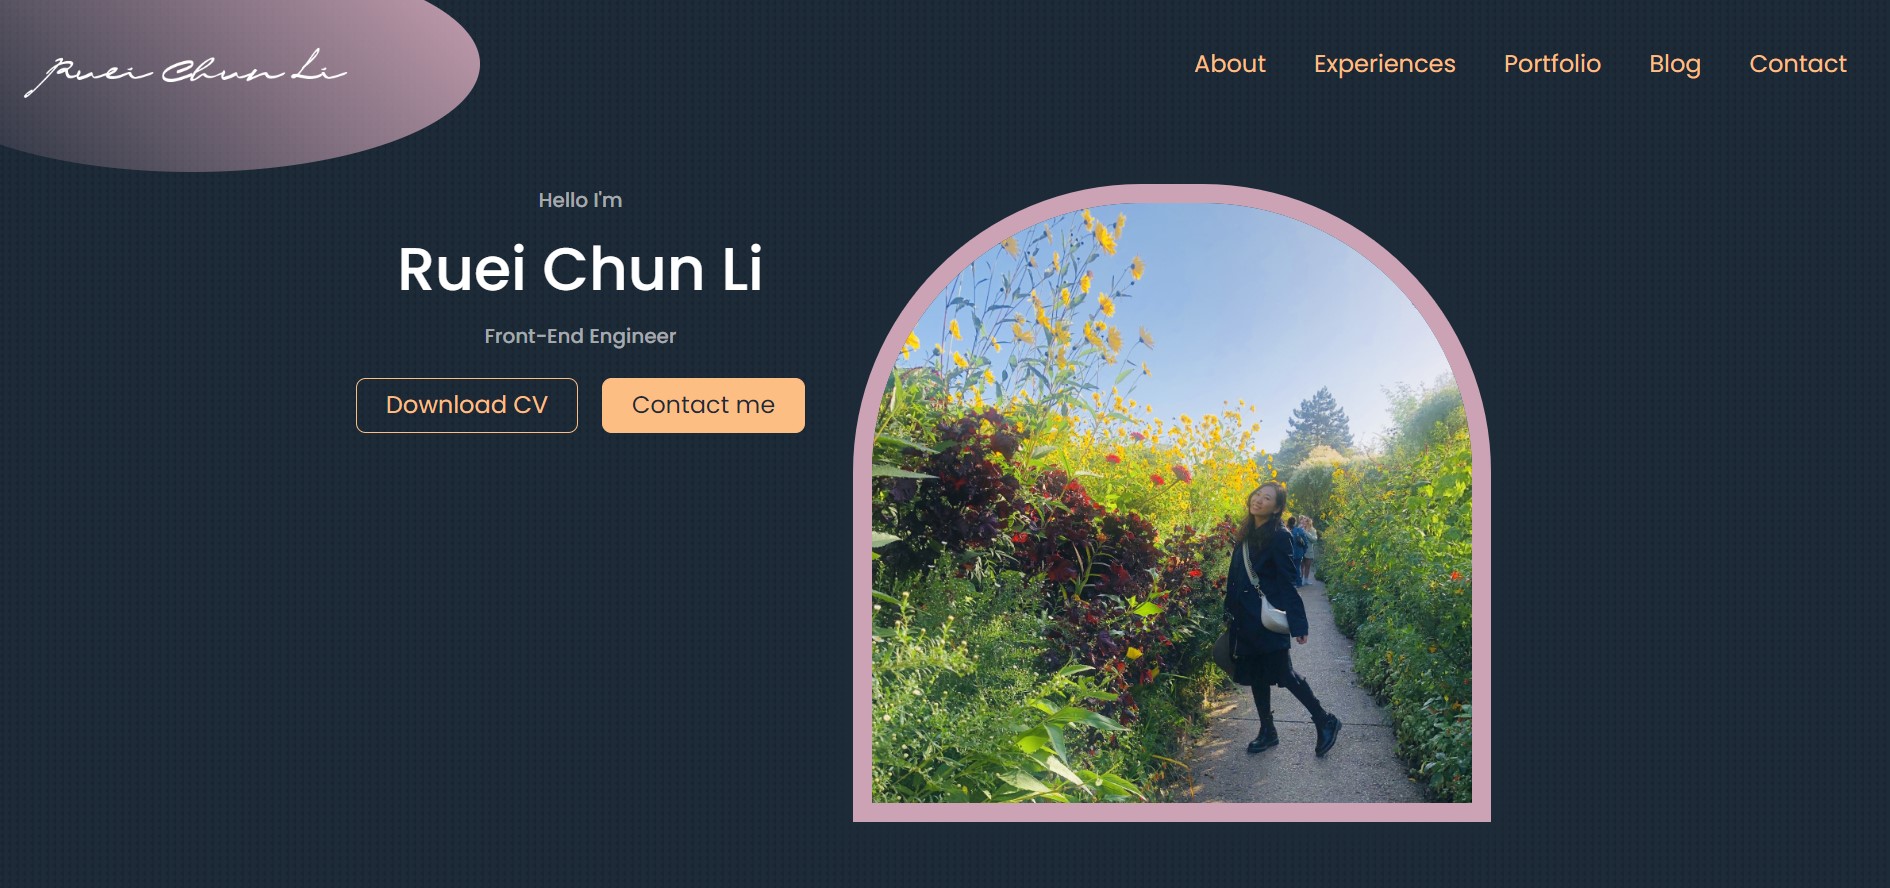 Ruei Chun Li
About Experiences Portfolio Blog Contact
Hello I'm
Ruei Chun Li
Front-End Engineer
Download CV Contact me